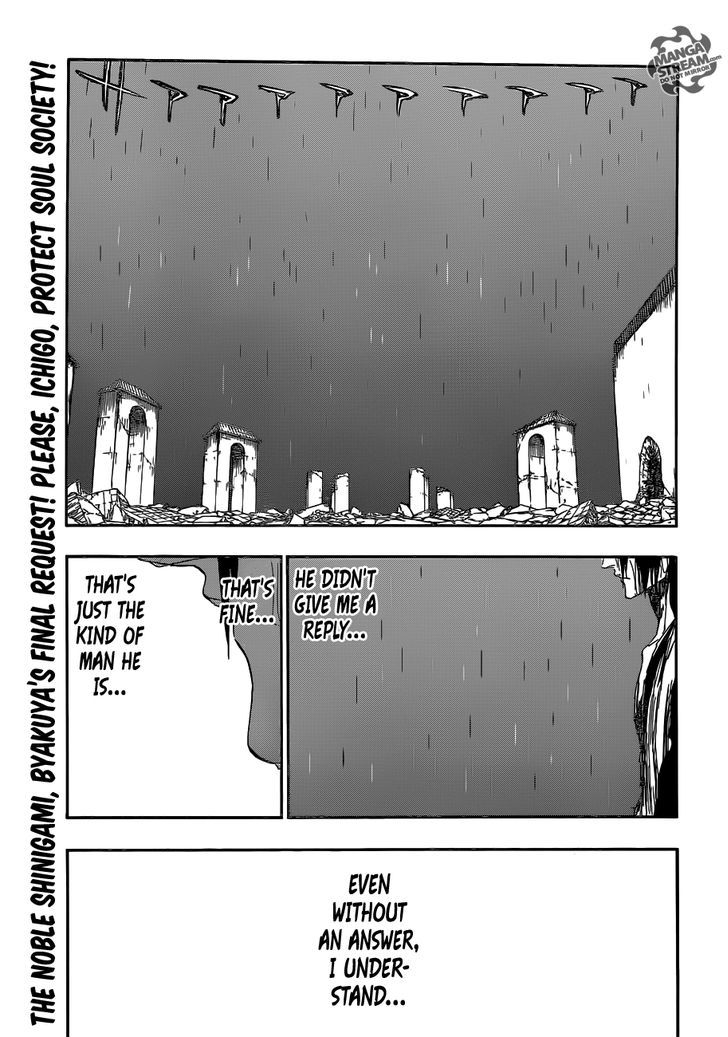 THE NOBLE SHINIGAMI, BYAKUYA'S FINAL REQUEST! PLEASE, ICHIGO, PROTECT SOUL SOCIETY!
MANGA
STREAM.com
DO NOT MIRROR
HE DIDN'T
GIVE ME A
REPLY...
THAT'S
FINE...
THAT'S
JUST THE
KIND OF
MAN HE
IS...
EVEN
WITHOUT
AN ANSWER,
I UNDER-
STAND...